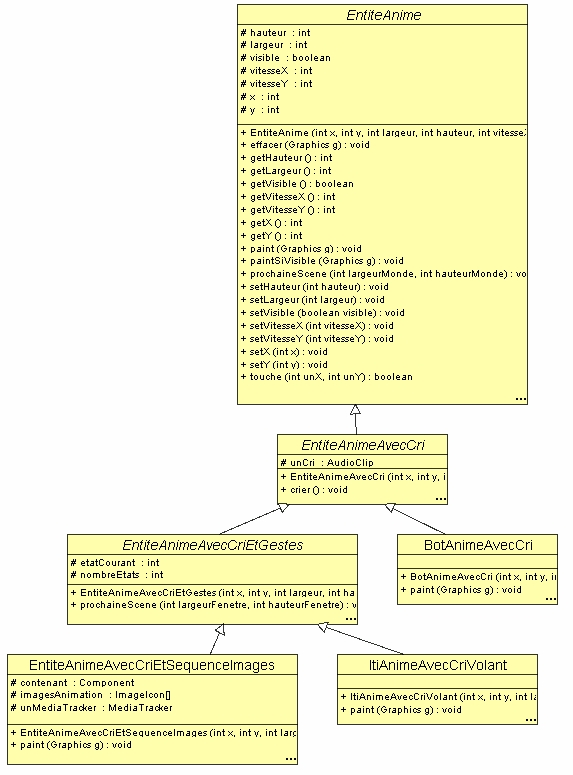 EntiteAnime
# hauteur : int
# largeur : int
# visible : boolean
# vitesseX : int
# vitesseY : int
# x : int
# y : int
+ EntiteAnime (int x, int y, int largeur, int hauteur, int vitesse
+ effacer (Graphics g) : void
+ getHauteur () : int
+ getLargeur () : int
+ getVisible () : boolean
+ getVitesseX () : int
+ getVitesseY () : int
+ getX () : int
+ getY () : int
+ paint (Graphics g) : void
+ paintSiVisible (Graphics g) : void
+ prochaineScene (int largeurMonde, int hauteurMonde) : vo
+ setHauteur (int hauteur) : void
+ setLargeur (int largeur) : void
+ setVisible (boolean visible) : void
+ setVitesseX (int vitesseX) : void
+ setVitesseY (int vitesseY) : void
+ setX (int x) : void
+ setY (int y) : void
+ touche (int unX, int unY) : boolean
...
EntiteAnimeAvecCri
# unCri : AudioClip
+ EntiteAnimeAvecCri (int x, int y, i
+ crier () : void
...
EntiteAnimeAvecCriEtGestes
# etatCourant : int
# nombreEtats : int
+ EntiteAnimeAvecCriEtGestes (int x, int y, int largeur, int ha
+ prochaineScene (int largeurFenetre, int hauteurFenetre) : v
...
BotAnimeAvecCri
+ BotAnimeAvecCri (int x, int y, in
+ paint (Graphics g) : void
...
EntiteAnimeAvecCriEtSequenceImages
# contenant : Component
# imagesAnimation : ImageIcon[]
# unMediaTracker : MediaTracker
+ EntiteAnimeAvecCriEtSequenceImages (int x, int y, int larg
+ paint (Graphics g) : void
...
ItiAnimeAvecCriVolant
+ ItiAnimeAvecCriVolant (int x, int y, int la
+ paint (Graphics g) : void
...